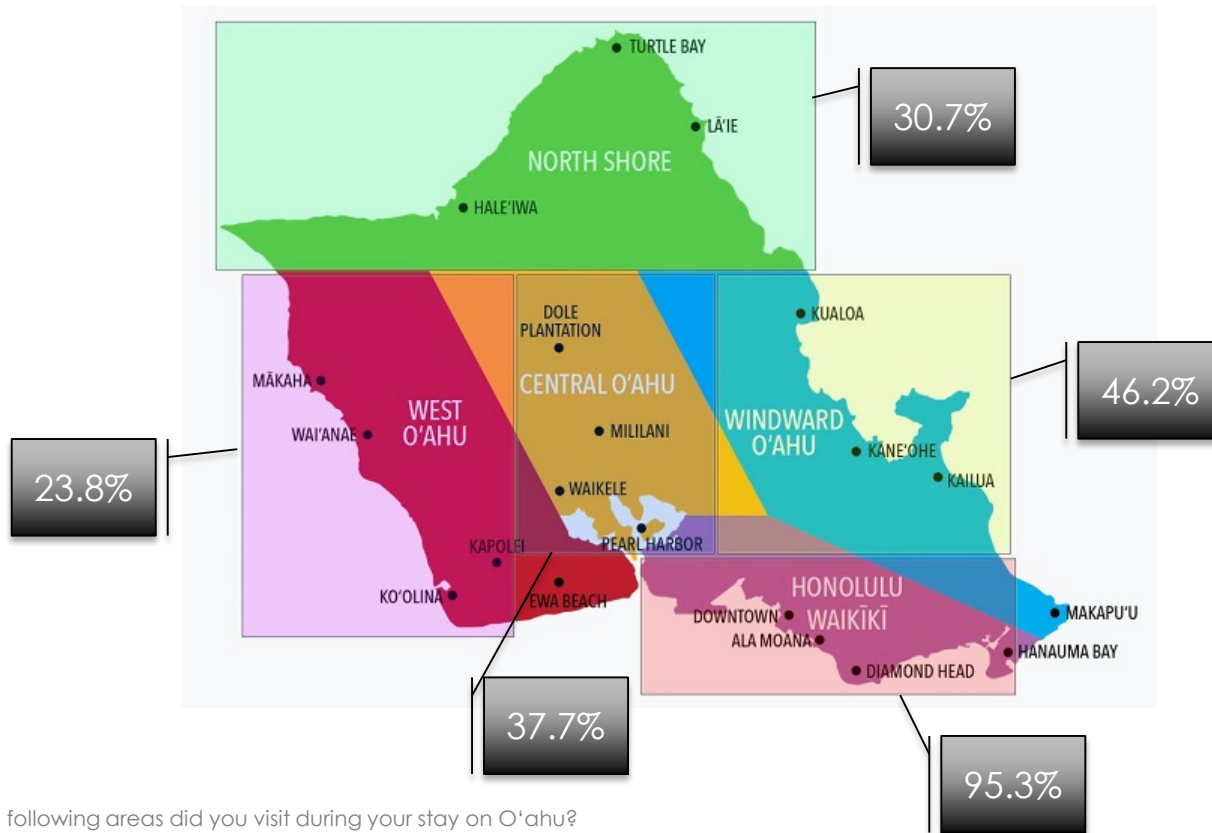 TURTLE BAY
30.7%
LĀ'IE
NORTH SHORE
HALE'IWA
DOLE
PLANTATION
KUALOA
MĀKAHA
CENTRAL O'AHU
46.2%
WEST
O'AHU
WINDWARD
O'AHU
WAI'ANAE
MILILANI
KĀNE'OHE
KAILUA
23.8%
WAIKELE
PEARL HARBOR
KAPOLEI
KO'OLINA
EWA BEACH
HONOLULU
WAIKĪKĪ
DOWNTOWN
ALA MOANA
MAKAPU'U
HANAUMA BAY
DIAMOND HEAD
37.7%
95.3%
following areas did you visit during your stay on Oʻahu?